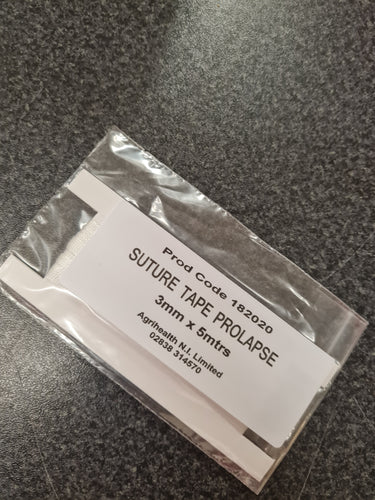 Prod Code 182020
SUTURE TAPE PROLAPSE
3mm x 5mtrs
Agrihealth N.I. Limited
02838 314570